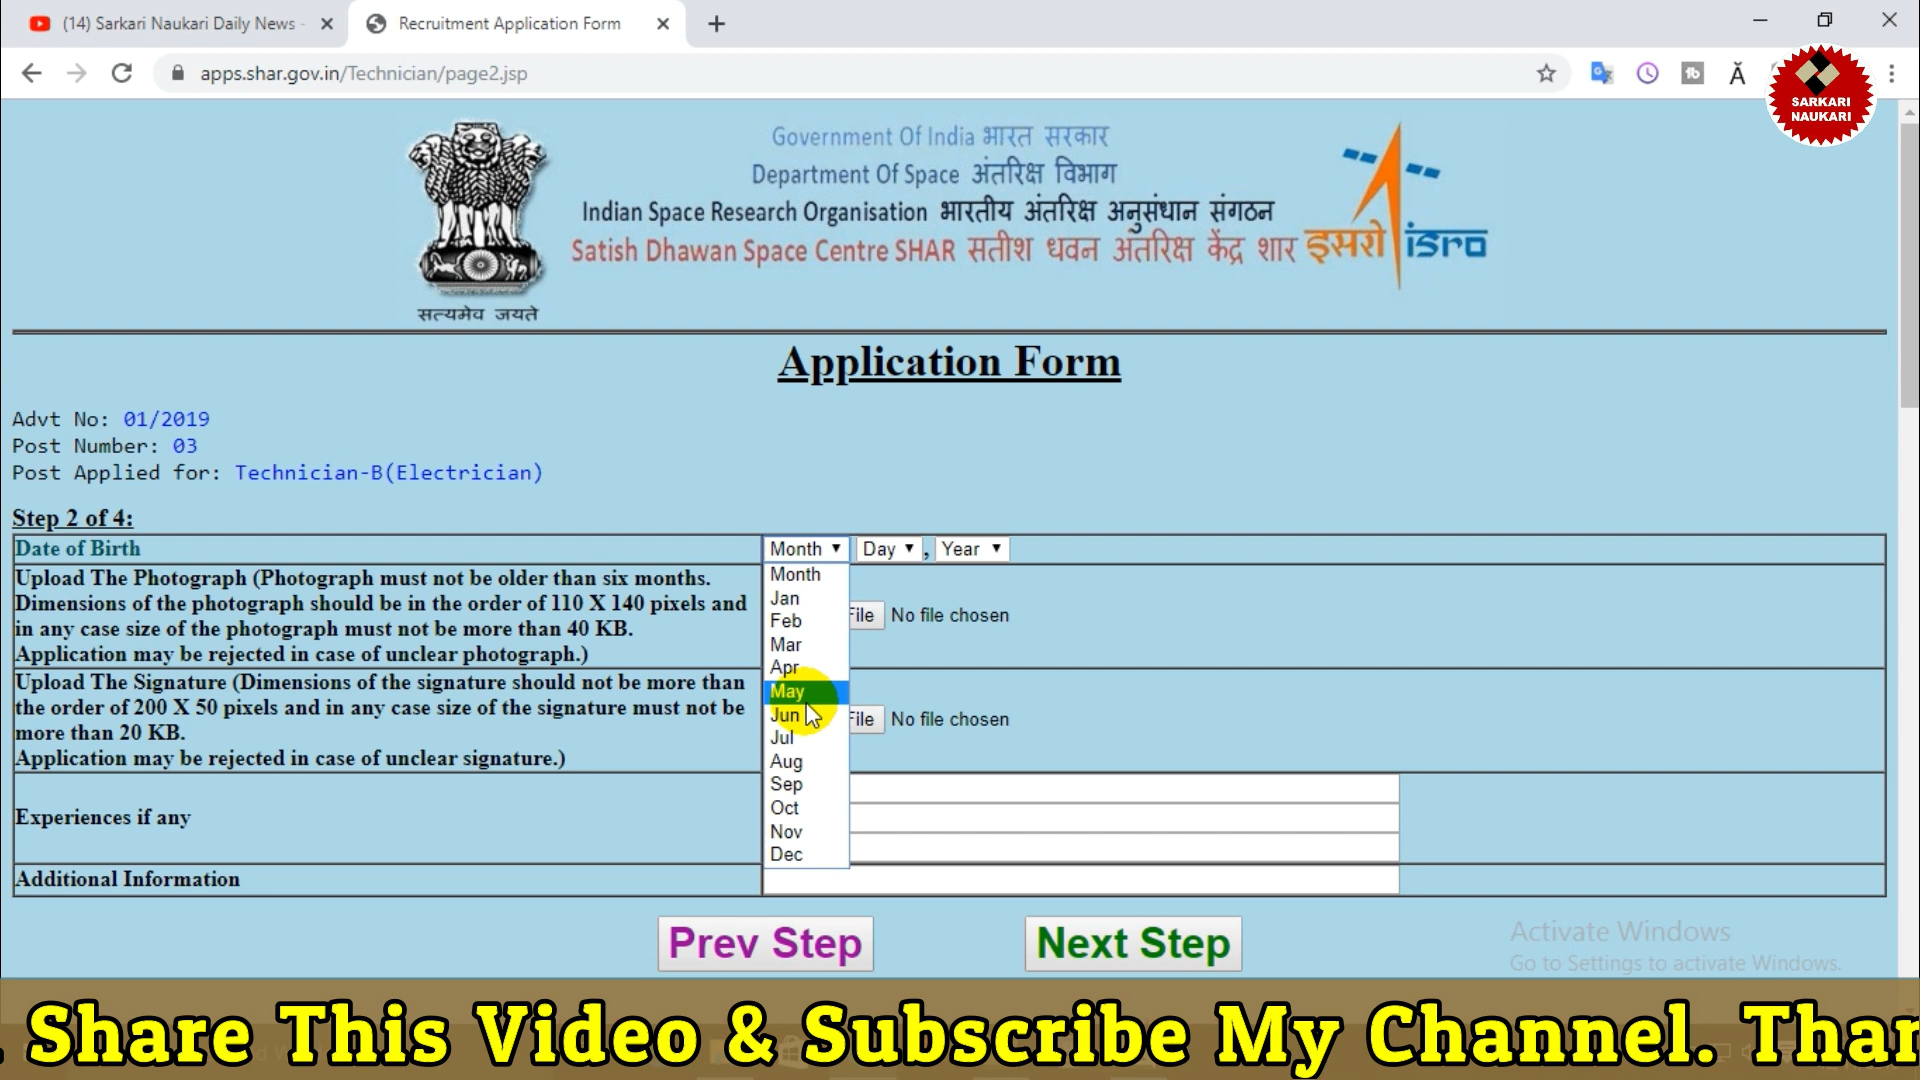 (14) Sarkari Naukari Daily News -
Recruitment Application Form
apps.shar.gov.in/Technician/page2.jsp
SARKARI
NAUKARI
Government Of India भारत सरकार
Department Of Space अंतरिक्ष विभाग
Indian Space Research Organisation भारतीय अंतरिक्ष अनुसंधान संगठन
Satish Dhawan Space Centre SHAR सतीश धवन अंतरिक्ष केंद्र शार
इसरो isro
सत्यमेव जयते
Application Form
Advt No: 01/2019
Post Number: 03
Post Applied for: Technician-B(Electrician)
Step 2 of 4:
Date of Birth
Month Day , Year
Upload The Photograph (Photograph must not be older than six months.
Dimensions of the photograph should be in the order of 110 X 140 pixels and
in any case size of the photograph must not be more than 40 KB.
Application may be rejected in case of unclear photograph.)
File No file chosen
Upload The Signature (Dimensions of the signature should not be more than
the order of 200 X 50 pixels and in any case size of the signature must not be
more than 20 KB.
Application may be rejected in case of unclear signature.)
File No file chosen
Month
Jan
Feb
Mar
Apr
May
Jun
Jul
Aug
Sep
Oct
Nov
Dec
Experiences if any
Additional Information
Prev Step
Next Step
Activate Windows
Go to Settings to activate Windows.
. Share This Video & Subscribe My Channel. Than